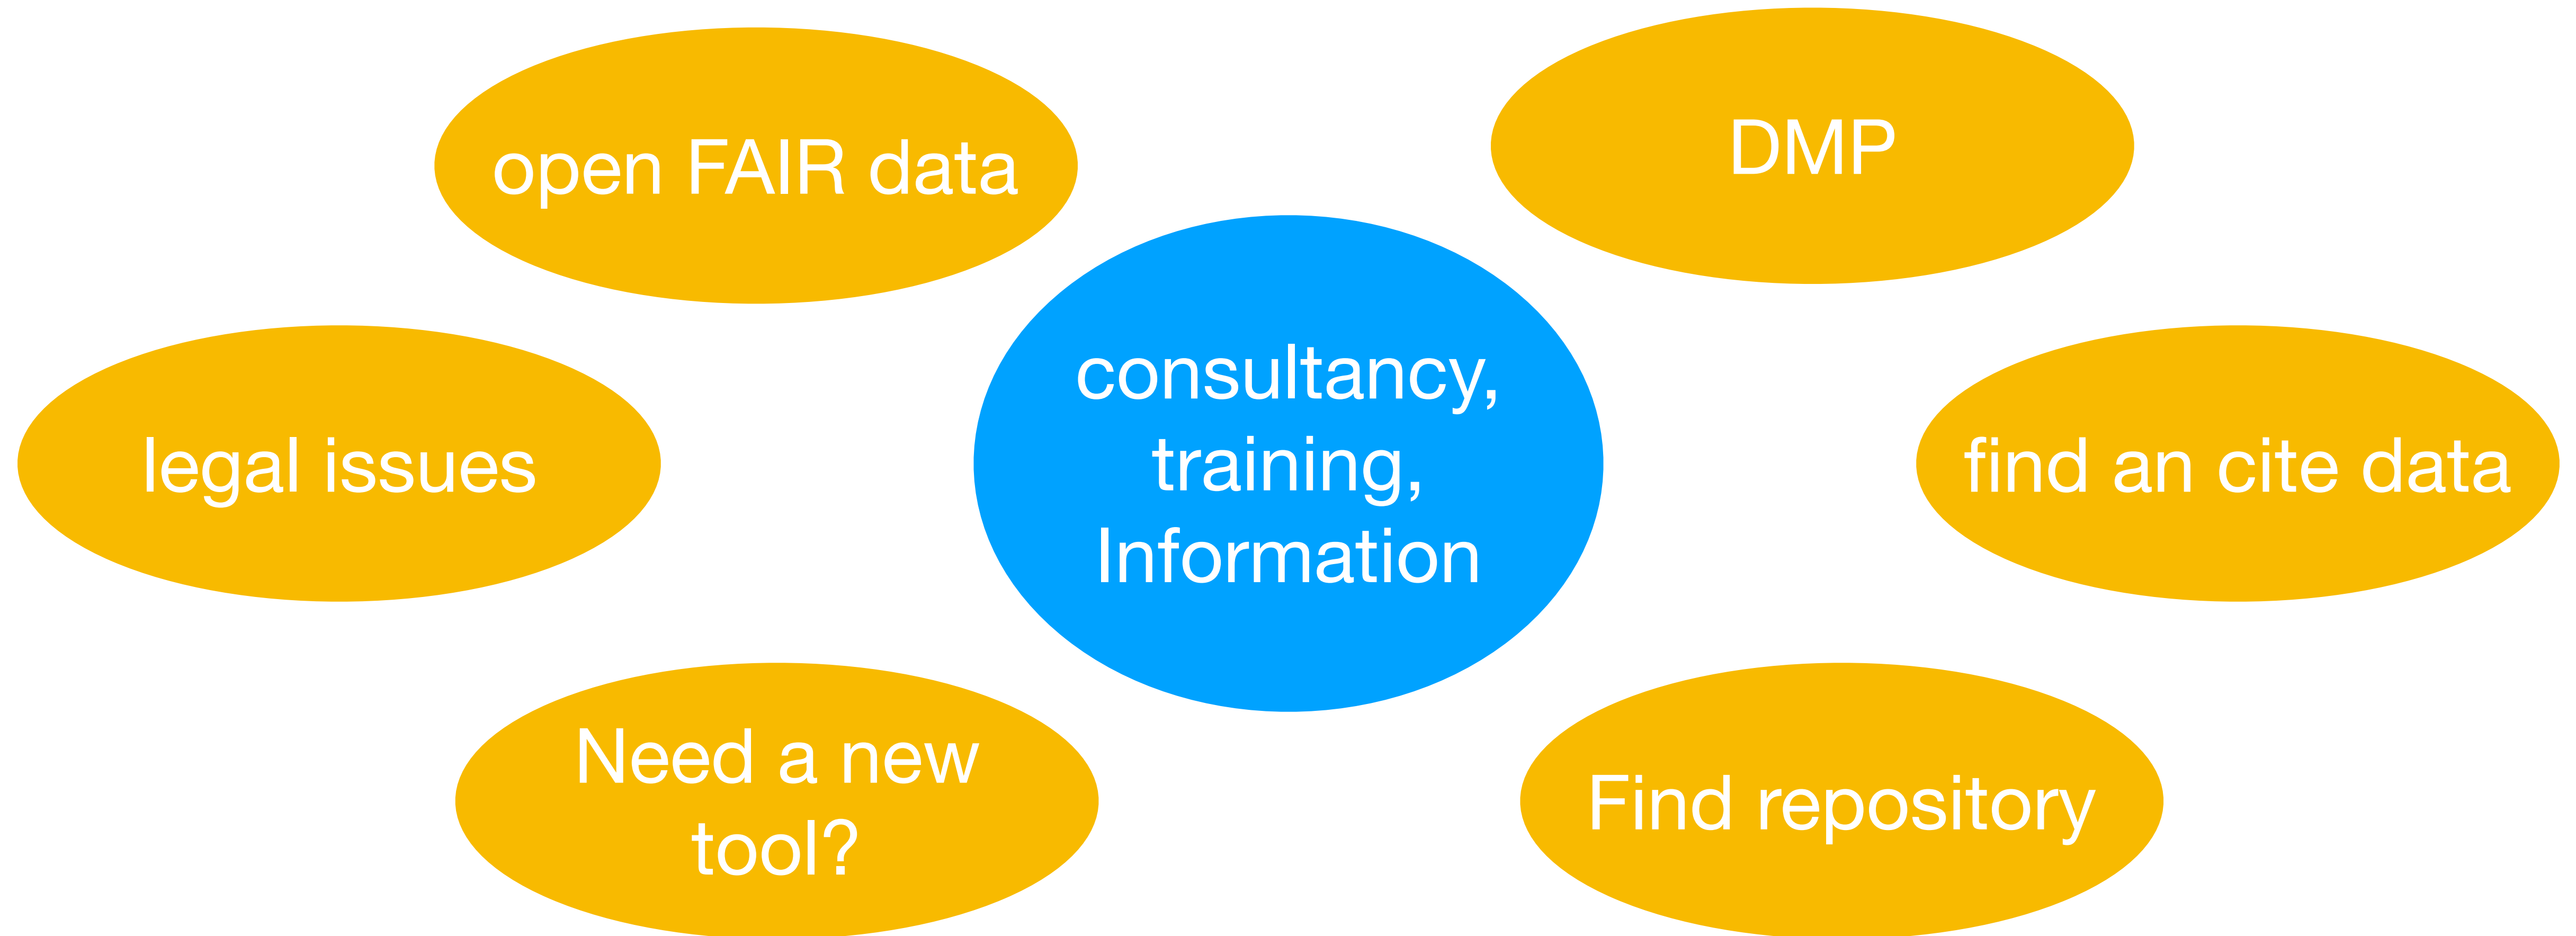 open FAIR data
DMP
consultancy,
training,
Information
legal issues
find an cite data
Need a new
tool?
Find repository